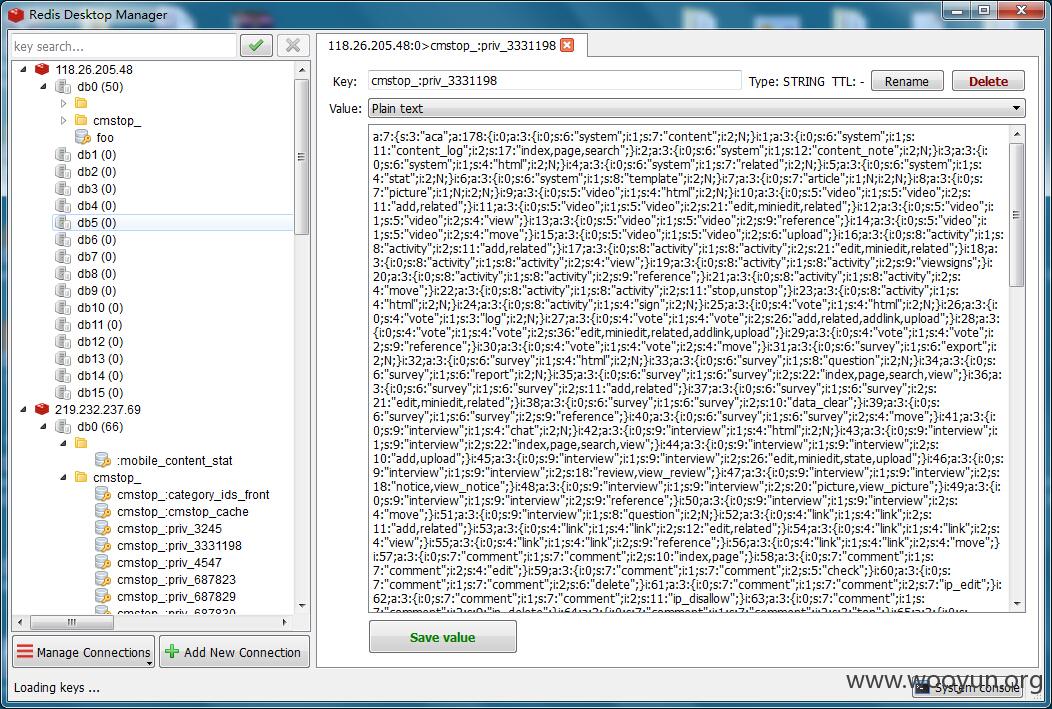 Redis Desktop Manager
key search...
118.26.205.48
db0 (50)
cmstop_
foo
db1 (0)
db2 (0)
db3 (0)
db4 (0)
db5 (0)
db6 (0)
db7 (0)
db8 (0)
db9 (0)
db10 (0)
db11 (0)
db12 (0)
db13 (0)
db14 (0)
db15 (0)
219.232.237.69
db0 (66)
:mobile_content_stat
cmstop_
cmstop_:category_ids_front
cmstop_:cmstop_cache
cmstop_:priv_3245
cmstop_:priv_3331198
cmstop_:priv_4547
cmstop_:priv_687823
cmstop_:priv_687829
cmstop_:priv_687830
Manage Connections
Add New Connection
Loading keys ...
118.26.205.48:0>cmstop_:priv_3331198
Key: cmstop_:priv_3331198 Type: STRING TTL: - Rename Delete
Value: Plain text
a:7:{s:3:"aca";a:178:{i:0;a:3:{i:0;s:6:"system";i:1;s:7:"content";i:2;N;}i:1;a:3:{i:0;s:6:"system";i:1;s:
11:"content_log";i:2;s:17:"index,page,search";}i:2;a:3:{i:0;s:6:"system";i:1;s:12:"content_note";i:2;N;}i:3;a:3:{i:
0;s:6:"system";i:1;s:4:"html";i:2;N;}i:4;a:3:{i:0;s:6:"system";i:1;s:7:"related";i:2;N;}i:5;a:3:{i:0;s:6:"system";i:1;s:
4:"stat";i:2;N;}i:6;a:3:{i:0;s:6:"system";i:1;s:8:"template";i:2;N;}i:7;a:3:{i:0;s:7:"article";i:1;N;i:2;N;}i:8;a:3:{i:
0;s:7:"picture";i:1;N;i:2;N;}i:9;a:3:{i:0;s:5:"video";i:1;s:4:"html";i:2;N;}i:10;a:3:{i:0;s:5:"video";i:1;s:5:"video";i:2;s:
11:"add,related";}i:11;a:3:{i:0;s:5:"video";i:1;s:5:"video";i:2;s:21:"edit,miniedit,related";}i:12;a:3:{i:0;s:5:"video";i:
1;s:5:"video";i:2;s:4:"view";}i:13;a:3:{i:0;s:5:"video";i:1;s:5:"video";i:2;s:9:"reference";}i:14;a:3:{i:0;s:5:"video";i:
1;s:5:"video";i:2;s:4:"move";}i:15;a:3:{i:0;s:5:"video";i:1;s:5:"video";i:2;s:6:"upload";}i:16;a:3:{i:0;s:8:"activity";i:1;s:
8:"activity";i:2;s:11:"add,related";}i:17;a:3:{i:0;s:8:"activity";i:1;s:8:"activity";i:2;s:21:"edit,miniedit,related";}i:18;a:
3:{i:0;s:8:"activity";i:1;s:8:"activity";i:2;s:4:"view";}i:19;a:3:{i:0;s:8:"activity";i:1;s:8:"activity";i:2;s:9:"viewsigns";}i:
20;a:3:{i:0;s:8:"activity";i:1;s:8:"activity";i:2;s:9:"reference";}i:21;a:3:{i:0;s:8:"activity";i:1;s:8:"activity";i:2;s:
4:"move";}i:22;a:3:{i:0;s:8:"activity";i:1;s:8:"activity";i:2;s:11:"stop,unstop";}i:23;a:3:{i:0;s:8:"activity";i:1;s:
4:"html";i:2;N;}i:24;a:3:{i:0;s:8:"activity";i:1;s:4:"sign";i:2;N;}i:25;a:3:{i:0;s:4:"vote";i:1;s:4:"html";i:2;N;}i:26;a:3:{i:
0;s:4:"vote";i:1;s:3:"log";i:2;N;}i:27;a:3:{i:0;s:4:"vote";i:1;s:4:"vote";i:2;s:26:"add,related,addlink,upload";}i:28;a:3:
{i:0;s:4:"vote";i:1;s:4:"vote";i:2;s:36:"edit,miniedit,related,addlink,upload";}i:29;a:3:{i:0;s:4:"vote";i:1;s:4:"vote";i:
2;s:9:"reference";}i:30;a:3:{i:0;s:4:"vote";i:1;s:4:"vote";i:2;s:4:"move";}i:31;a:3:{i:0;s:6:"survey";i:1;s:6:"export";i:
2;N;}i:32;a:3:{i:0;s:6:"survey";i:1;s:4:"html";i:2;N;}i:33;a:3:{i:0;s:6:"survey";i:1;s:8:"question";i:2;N;}i:34;a:3:{i:0;s:
6:"survey";i:1;s:6:"report";i:2;N;}i:35;a:3:{i:0;s:6:"survey";i:1;s:6:"survey";i:2;s:22:"index,page,search,view";}i:36;a:
3:{i:0;s:6:"survey";i:1;s:6:"survey";i:2;s:11:"add,related";}i:37;a:3:{i:0;s:6:"survey";i:1;s:6:"survey";i:2;s:
21:"edit,miniedit,related";}i:38;a:3:{i:0;s:6:"survey";i:1;s:6:"survey";i:2;s:10:"data_clear";}i:39;a:3:{i:0;s:
6:"survey";i:1;s:6:"survey";i:2;s:9:"reference";}i:40;a:3:{i:0;s:6:"survey";i:1;s:6:"survey";i:2;s:4:"move";}i:41;a:3:{i:
0;s:9:"interview";i:1;s:4:"chat";i:2;N;}i:42;a:3:{i:0;s:9:"interview";i:1;s:4:"html";i:2;N;}i:43;a:3:{i:0;s:9:"interview";i:
1;s:9:"interview";i:2;s:22:"index,page,search,view";}i:44;a:3:{i:0;s:9:"interview";i:1;s:9:"interview";i:2;s:
10:"add,upload";}i:45;a:3:{i:0;s:9:"interview";i:1;s:9:"interview";i:2;s:26:"edit,miniedit,state,upload";}i:46;a:3:{i:0;s:
9:"interview";i:1;s:9:"interview";i:2;s:18:"review,view_review";}i:47;a:3:{i:0;s:9:"interview";i:1;s:9:"interview";i:2;s:
18:"notice,view_notice";}i:48;a:3:{i:0;s:9:"interview";i:1;s:9:"interview";i:2;s:20:"picture,view_picture";}i:49;a:3:{i:
0;s:9:"interview";i:1;s:9:"interview";i:2;s:9:"reference";}i:50;a:3:{i:0;s:9:"interview";i:1;s:9:"interview";i:2;s:
4:"move";}i:51;a:3:{i:0;s:9:"interview";i:1;s:8:"question";i:2;N;}i:52;a:3:{i:0;s:4:"link";i:1;s:4:"link";i:2;s:
11:"add,related";}i:53;a:3:{i:0;s:4:"link";i:1;s:4:"link";i:2;s:12:"edit,related";}i:54;a:3:{i:0;s:4:"link";i:1;s:4:"link";i:2;s:
4:"view";}i:55;a:3:{i:0;s:4:"link";i:1;s:4:"link";i:2;s:9:"reference";}i:56;a:3:{i:0;s:4:"link";i:1;s:4:"link";i:2;s:4:"move";}
i:57;a:3:{i:0;s:7:"comment";i:1;s:7:"comment";i:2;s:10:"index,page";}i:58;a:3:{i:0;s:7:"comment";i:1;s:
7:"comment";i:2;s:4:"edit";}i:59;a:3:{i:0;s:7:"comment";i:1;s:7:"comment";i:2;s:5:"check";}i:60;a:3:{i:0;s:
7:"comment";i:1;s:7:"comment";i:2;s:6:"delete";}i:61;a:3:{i:0;s:7:"comment";i:1;s:7:"comment";i:2;s:7:"ip_edit";}i:
62;a:3:{i:0;s:7:"comment";i:1;s:7:"comment";i:2;s:11:"ip_disallow";}i:63;a:3:{i:0;s:7:"comment";i:1;s:
7:"comment";i:2;s:9:"ip_delete";}i:64;a:3:{i:0;s:7:"comment";i:1;s:7:"comment";i:2;s:3:"top";}i:65;a:3:{i:0;s:
Save value
www.wooyun.org
System console